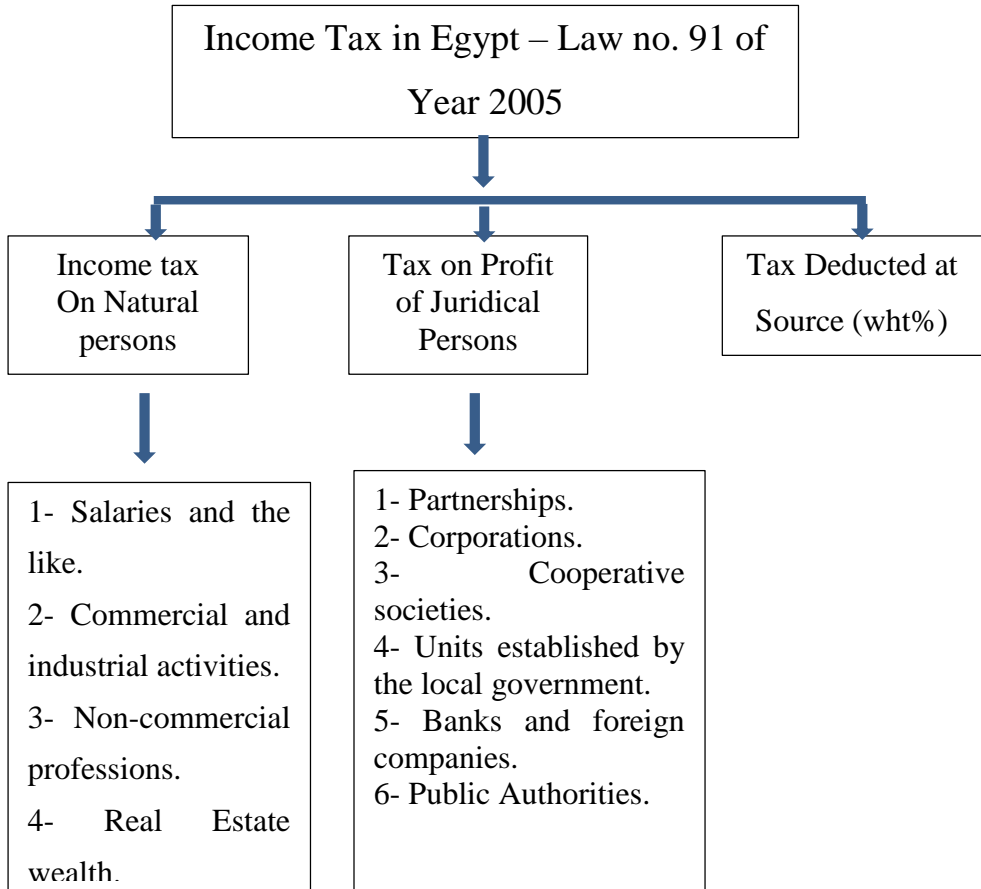 Income Tax in Egypt – Law no. 91 of
Year 2005
Income tax
On Natural
persons
Tax on Profit
of Juridical
Persons
Tax Deducted at
Source (wht%)
1- Salaries and the
like.
2- Commercial and
industrial activities.
3- Non-commercial
professions.
4- Real Estate
wealth.
1- Partnerships.
2- Corporations.
3- Cooperative
societies.
4- Units established by
the local government.
5- Banks and foreign
companies.
6- Public Authorities.